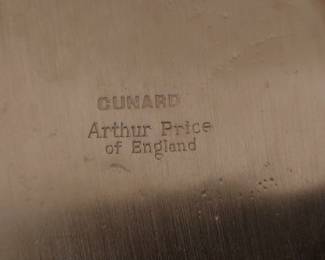 CUNARD
Arthur Price
of England